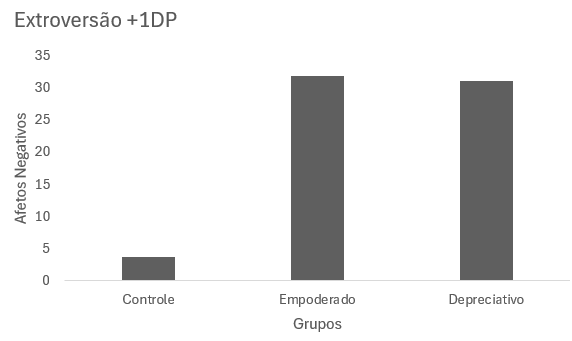 Extroversão +1DP
35
30
25
20
15
10
5
0
Afetos Negativos
Controle Empoderado Depreciativo
Grupos